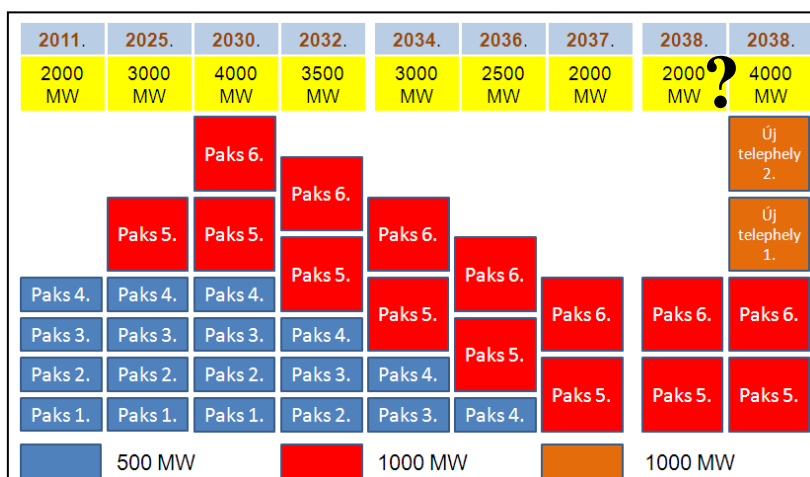 2011. 2025. 2030. 2032. 2034. 2036. 2037. 2038. 2038.
2000 3000 4000 3500 3000 2500 2000 2000 ? 4000
MW MW MW MW MW MW MW MW MW
Új
telephely
2.
Paks 6.
Paks 6.
Új
telephely
1.
Paks 5. Paks 5. Paks 6.
Paks 5. Paks 6.
Paks 4. Paks 4. Paks 4. Paks 5. Paks 6. Paks 6. Paks 6.
Paks 3. Paks 3. Paks 3. Paks 4.
Paks 5.
Paks 2. Paks 2. Paks 2. Paks 3. Paks 4.
Paks 5. Paks 5. Paks 5.
Paks 1. Paks 1. Paks 1. Paks 2. Paks 3. Paks 4.
500 MW 1000 MW 1000 MW